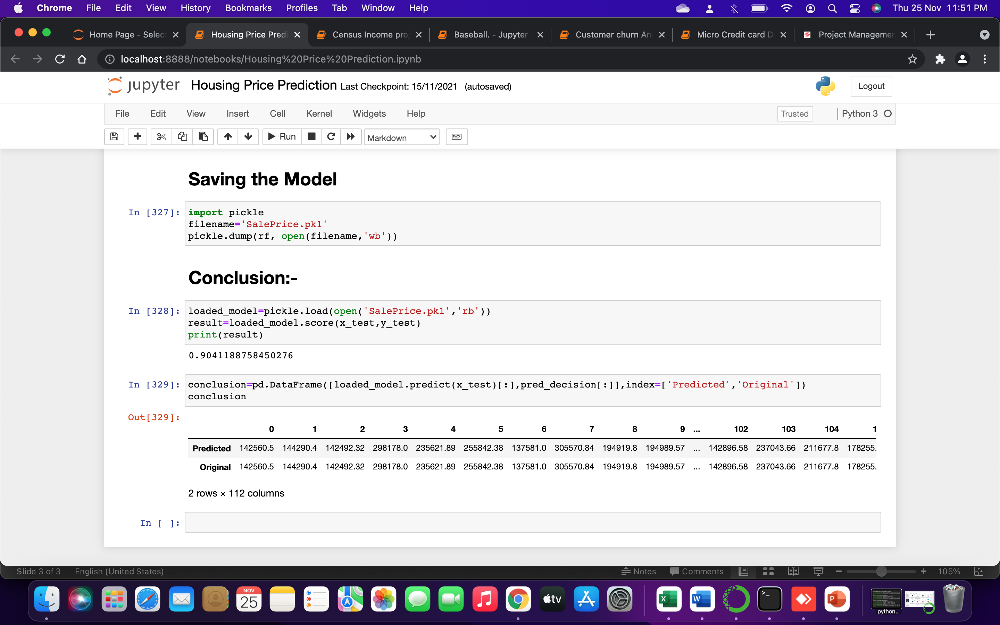 Chrome File Edit View History Bookmarks Profiles Tab Window Help Thu 25 Nov 11:51 PM
Home Page - Select Housing Price Predi Census Income proj Baseball. - Jupyter Customer churn An Micro Credit card D Project Managemen
localhost:8888/notebooks/Housing%20Price%20Prediction.ipynb
jupyter Housing Price Prediction Last Checkpoint: 15/11/2021 (autosaved) Logout
File Edit View Insert Cell Kernel Widgets Help Trusted Python 3
Run Markdown
Saving the Model
In [327]: import pickle
filename='SalePrice.pk1'
pickle.dump(rf, open(filename,'wb'))
Conclusion:-
In [328]: loaded_model=pickle.load(open('SalePrice.pk1','rb'))
result=loaded_model.score(x_test,y_test)
print(result)
0.9041188758450276
In [329]: conclusion=pd.DataFrame([loaded_model.predict(x_test)[:],pred_decision[:]],index=['Predicted','Original'])
conclusion
Out[329]:
0 1 2 3 4 5 6 7 8 9 ... 102 103 104 1
Predicted 142560.5 144290.4 142492.32 298178.0 235621.89 255842.38 137581.0 305570.84 194919.8 194989.57 ... 142896.58 237043.66 211677.8 178255.
Original 142560.5 144290.4 142492.32 298178.0 235621.89 255842.38 137581.0 305570.84 194919.8 194989.57 ... 142896.58 237043.66 211677.8 178255.
2 rows × 112 columns
In [ ]:
Slide 3 of 3 English (United States) Notes Comments 105%
NOV
25
tv
X
W
>_
P
python...